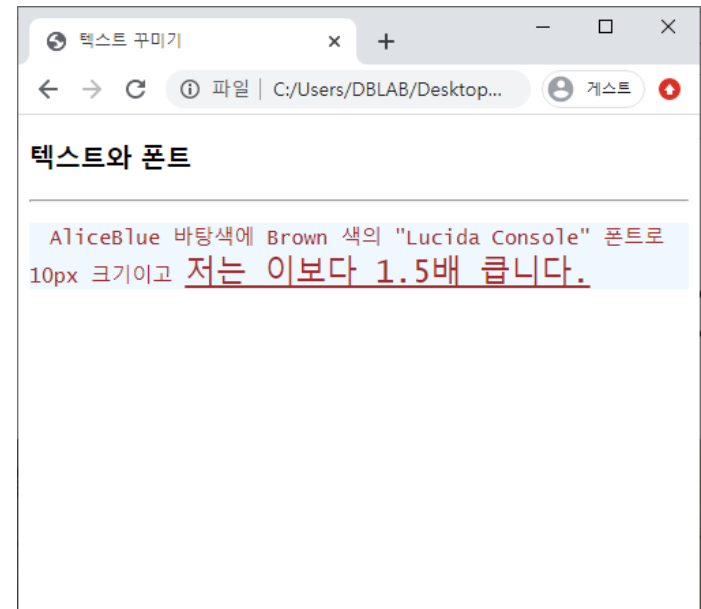 텍스트 꾸미기
파일 | C:/Users/DBLAB/Desktop...
게스트
텍스트와 폰트
AliceBlue 바탕색에 Brown 색의 "Lucida Console" 폰트로
10px 크기이고 저는 이보다 1.5배 큽니다.